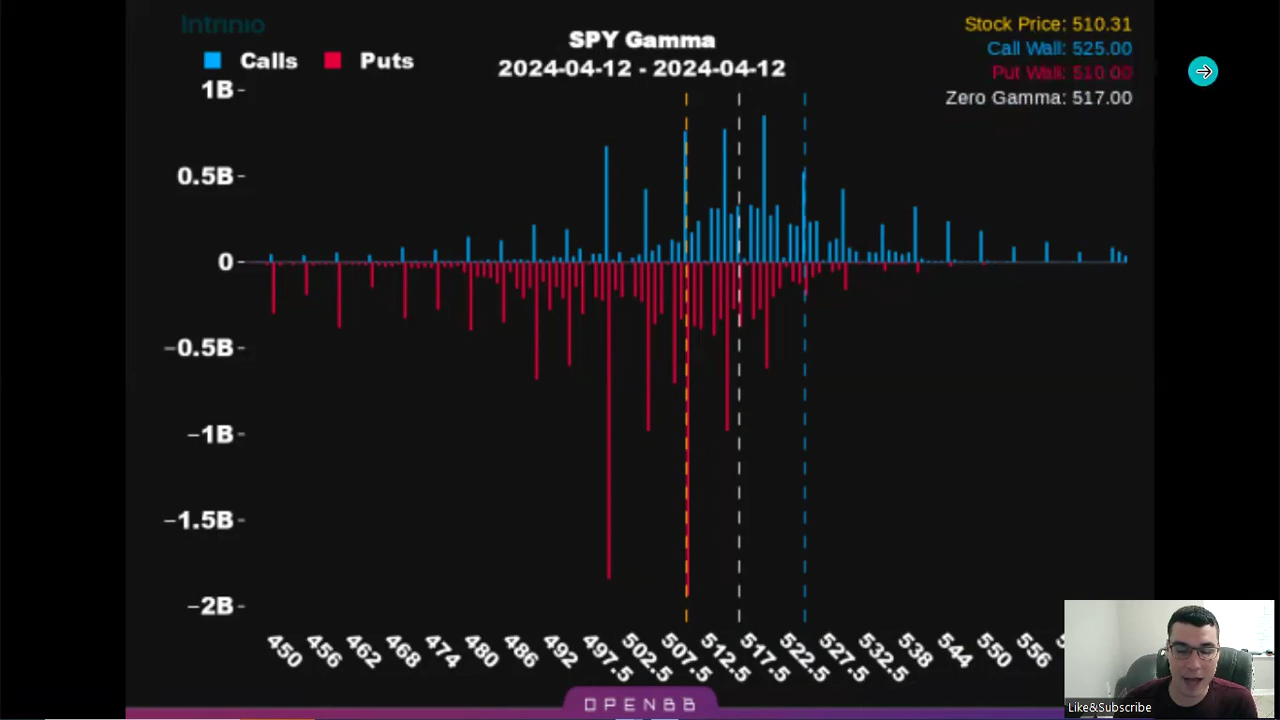 Intrinio
SPY Gamma
2024-04-12 - 2024-04-12
Calls
Puts
Stock Price: 510.31
Call Wall: 525.00
Put Wall: 510.00
Zero Gamma: 517.00
1B
0.5B
0
−0.5B
−1B
−1.5B
−2B
450
456
462
468
474
480
486
492
497.5
502.5
507.5
512.5
517.5
522.5
527.5
532.5
538
544
550
556
OPENBB
Like&Subscribe